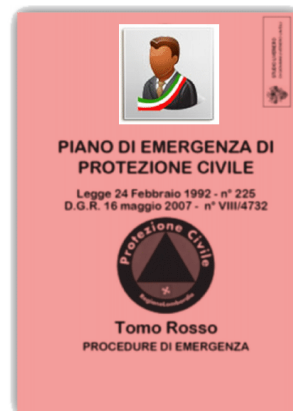 PIANO DI EMERGENZA DI
PROTEZIONE CIVILE
Legge 24 Febbraio 1992 - n° 225
D.G.R. 16 maggio 2007 - n° VIII/4732
Protezione Civile
RegioneLombardia
Tomo Rosso
PROCEDURE DI EMERGENZA